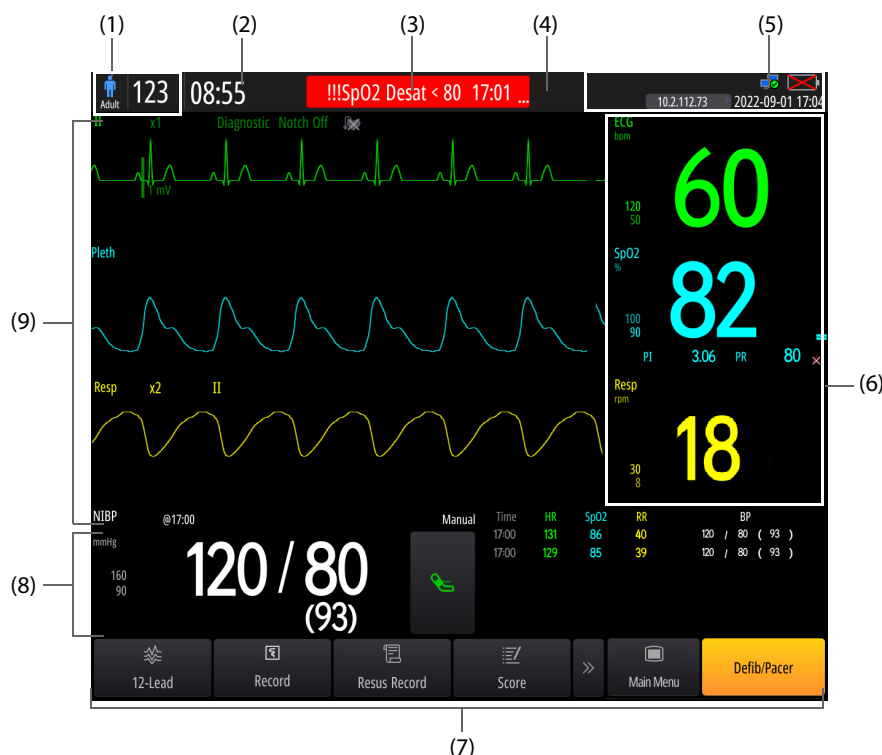 (1) (2) (3) (4) (5)
Adult 123 08:55 !!!SpO2 Desat < 80 17:01 ...
10.2.112.73 2022-09-01 17:04
II x1 Diagnostic Notch Off
1 mV
ECG
bpm
120
50
60
Pleth
SpO2
%
100
90
82
PI 3.06 PR 80
(9)
(6)
Resp x2 II
Resp
rpm
30
8
18
NIBP @17:00 Manual
mmHg
160
90
120 / 80
(93)
Time HR SpO2 RR BP
17:00 131 86 40 120 / 80 ( 93 )
17:00 129 85 39 120 / 80 ( 93 )
(8)
12-Lead Record Resus Record Score » Main Menu Defib/Pacer
(7)